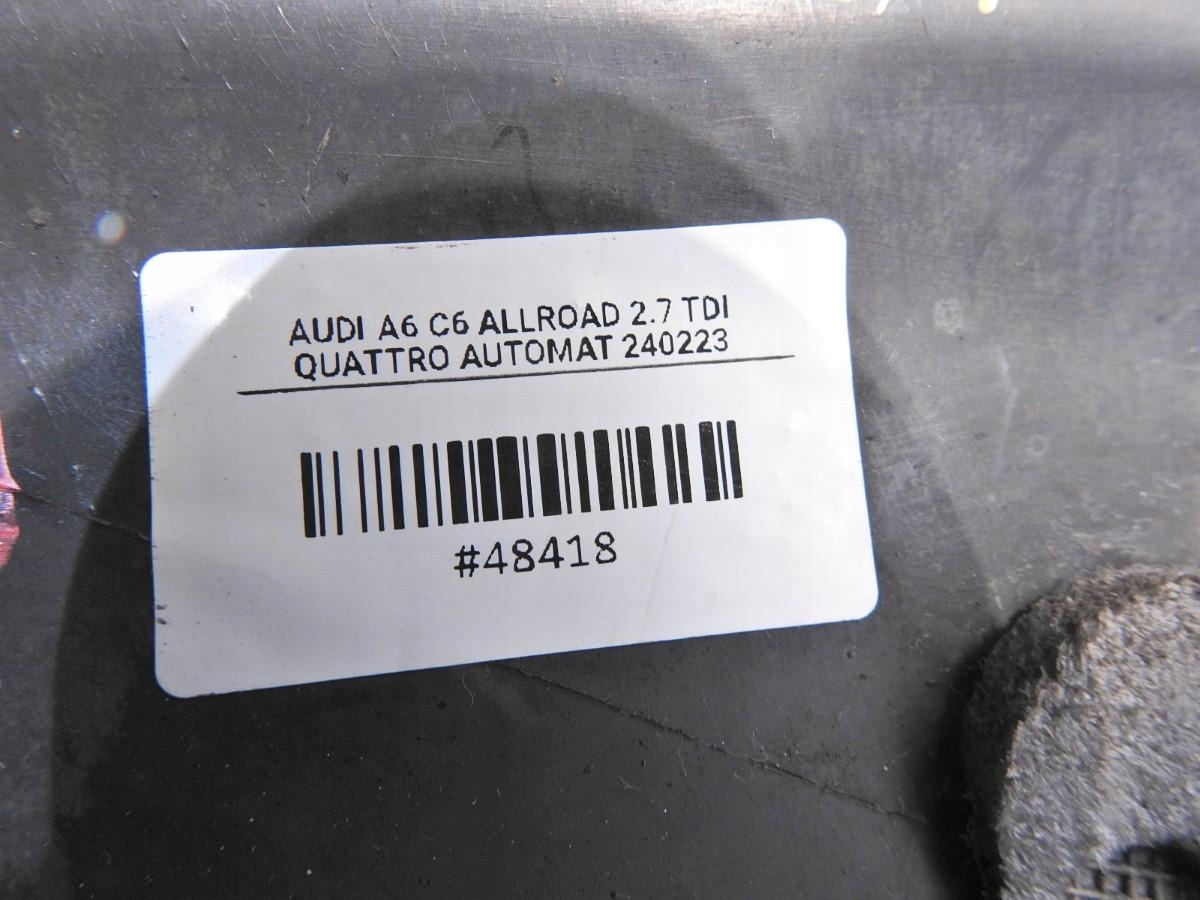 AUDI A6 C6 ALLROAD 2.7 TDI
QUATTRO AUTOMAT 240223
#48418